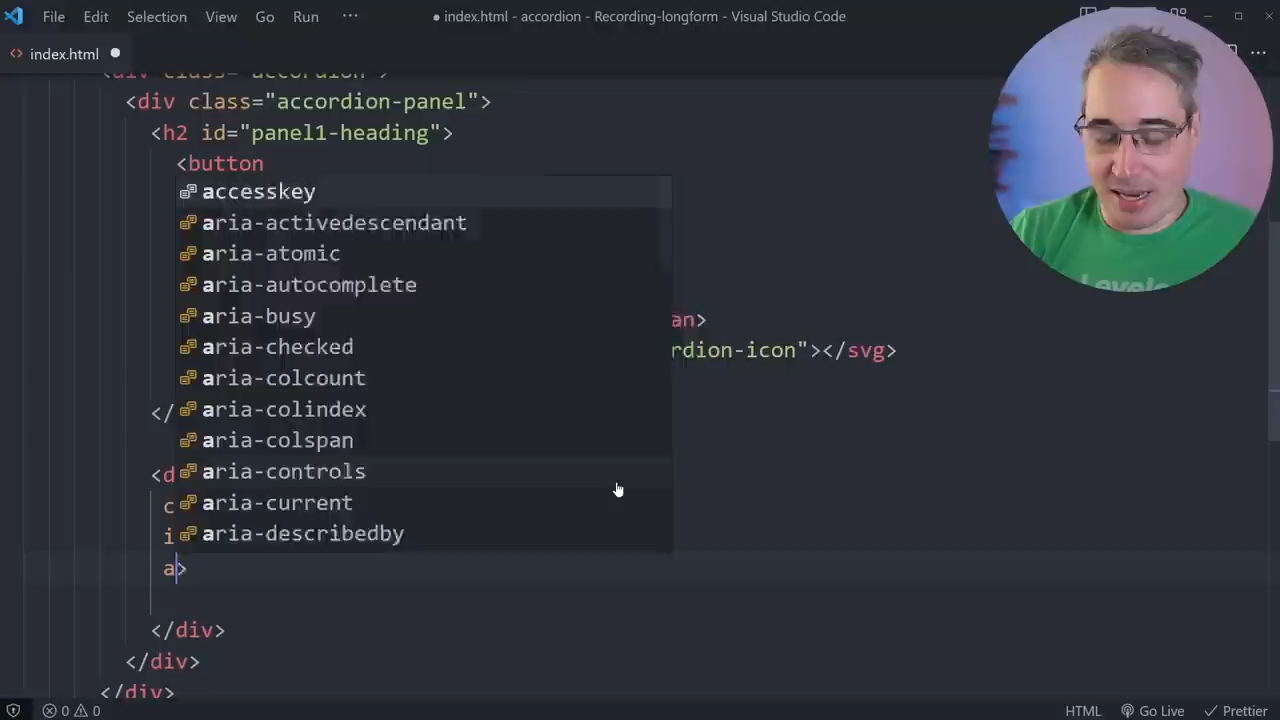 File Edit Selection View Go Run ··· ● index.html - accordion - Recording-longform - Visual Studio Code
<> index.html ●
<div class="accordion">
<div class="accordion-panel">
<h2 id="panel1-heading">
<button
accesskey
aria-activedescendant
aria-atomic
aria-autocomplete
aria-busy
aria-checked
aria-colcount
aria-colindex
aria-colspan
aria-controls
aria-current
aria-describedby
an>
rdion-icon"></svg>
</
<d
c
i
a>
</div>
</div>
</div>
0 0 HTML Go Live Prettier